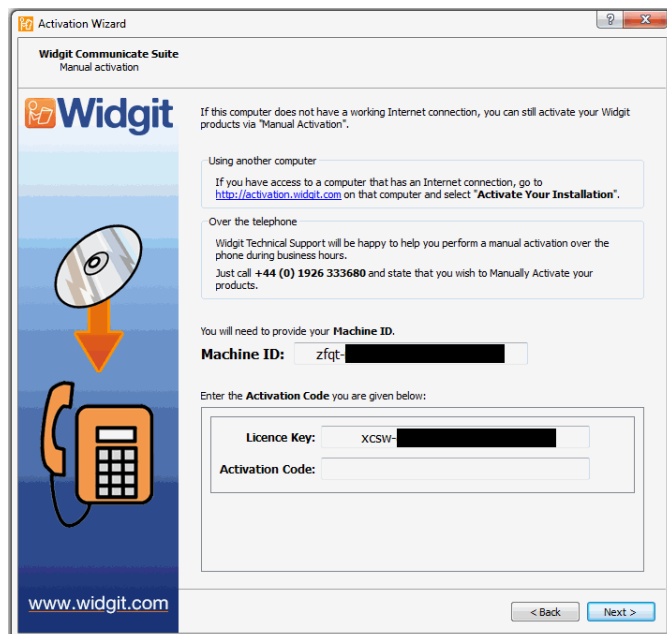 Activation Wizard
Widgit Communicate Suite
Manual activation
Widgit
If this computer does not have a working Internet connection, you can still activate your Widgit
products via "Manual Activation".
Using another computer
If you have access to a computer that has an Internet connection, go to
http://activation.widgit.com on that computer and select "Activate Your Installation".
Over the telephone
Widgit Technical Support will be happy to help you perform a manual activation over the
phone during business hours.
Just call +44 (0) 1926 333680 and state that you wish to Manually Activate your
products.
You will need to provide your Machine ID.
Machine ID: zfqt-
Enter the Activation Code you are given below:
Licence Key: xcsw-
Activation Code:
www.widgit.com
< Back Next >